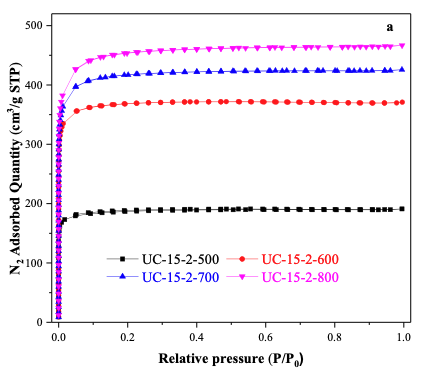 a
500
400
300
200
100
0
N₂ Adsorbed Quantity (cm³/g STP)
UC-15-2-500 UC-15-2-600
UC-15-2-700 UC-15-2-800
0.0 0.2 0.4 0.6 0.8 1.0
Relative pressure (P/P₀)